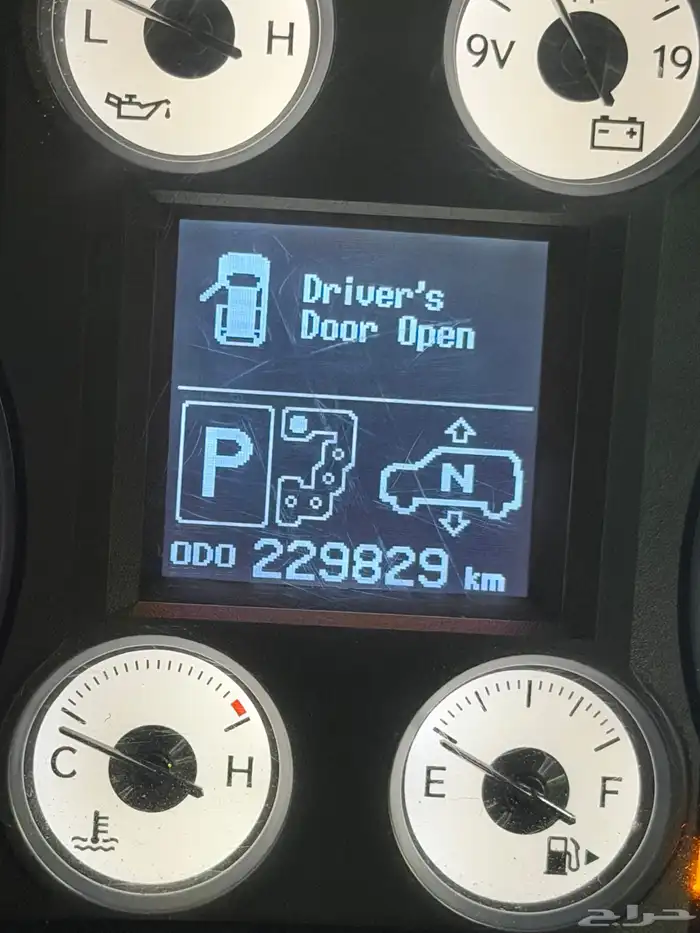 L H
9V 19
Driver's
Door Open
P
N
ODO 229829 km
C H
E F
حراج